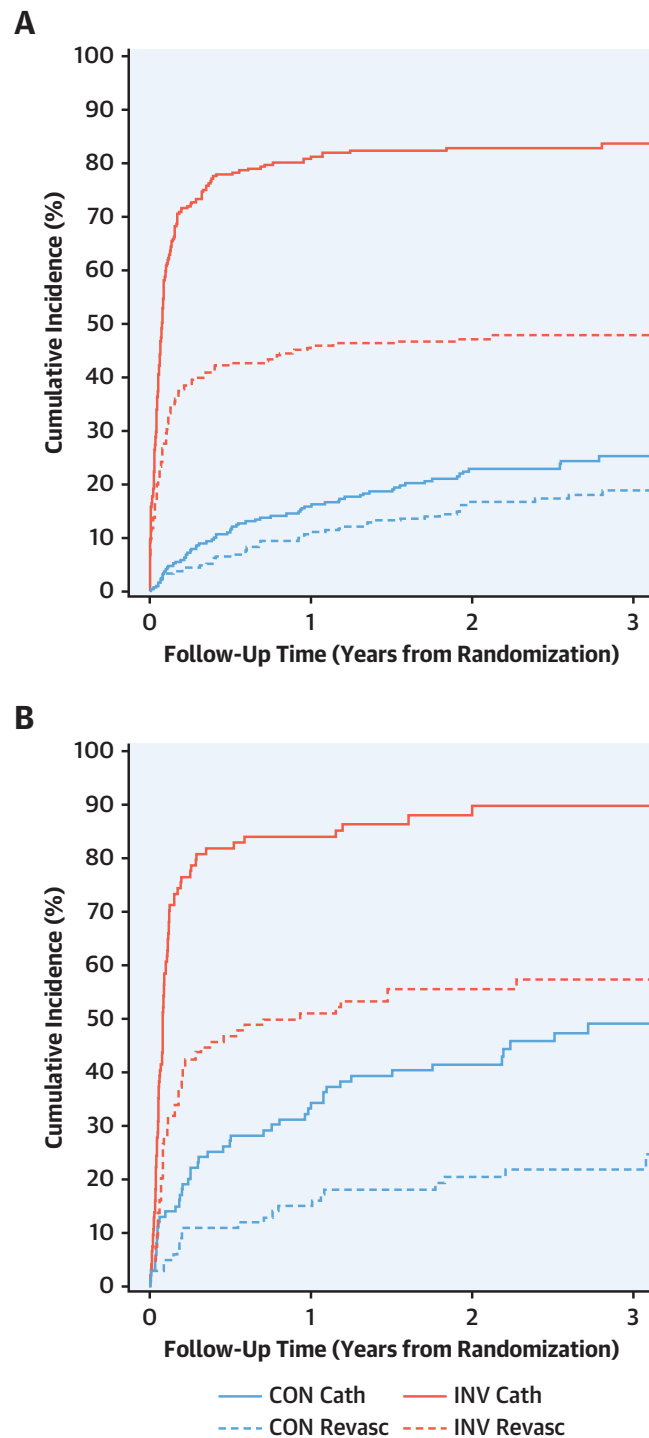 A
100
90
80
70
60
50
40
30
20
10
0
Cumulative Incidence (%)
0 1 2 3
Follow-Up Time (Years from Randomization)
B
100
90
80
70
60
50
40
30
20
10
0
Cumulative Incidence (%)
0 1 2 3
Follow-Up Time (Years from Randomization)
CON Cath INV Cath
CON Revasc INV Revasc